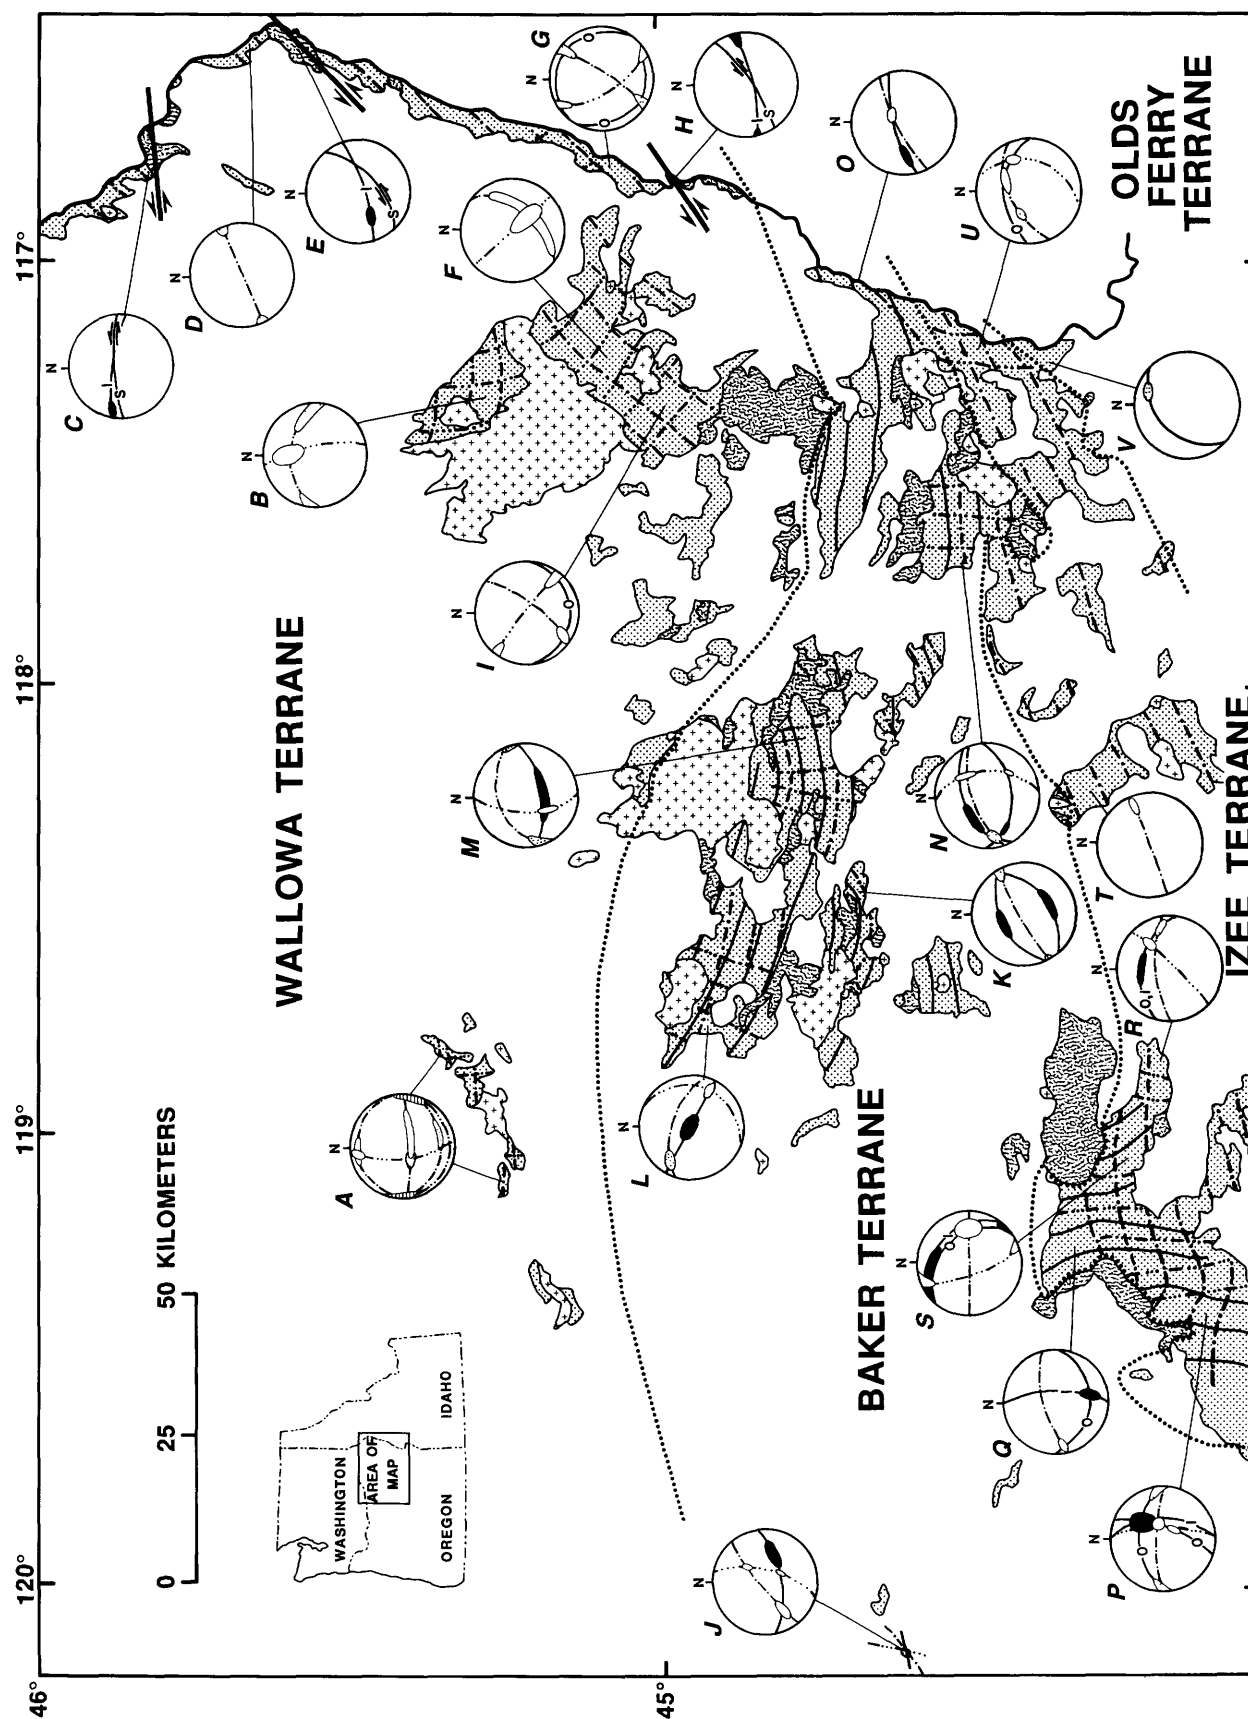 46°
120°
119°
118°
117°
45°
0 25 50 KILOMETERS
WASHINGTON
AREA OF
MAP
OREGON
IDAHO
WALLOWA TERRANE
BAKER TERRANE
OLDS
FERRY
TERRANE
IZEE TERRANE
N
A
N
B
N
C
S
I
N
D
N
E
S
I
N
F
N
G
N
H
I
S
N
I
N
J
N
K
N
L
N
M
N
N
N
O
N
P
N
Q
N
R
N
S
N
T
N
U
N
V